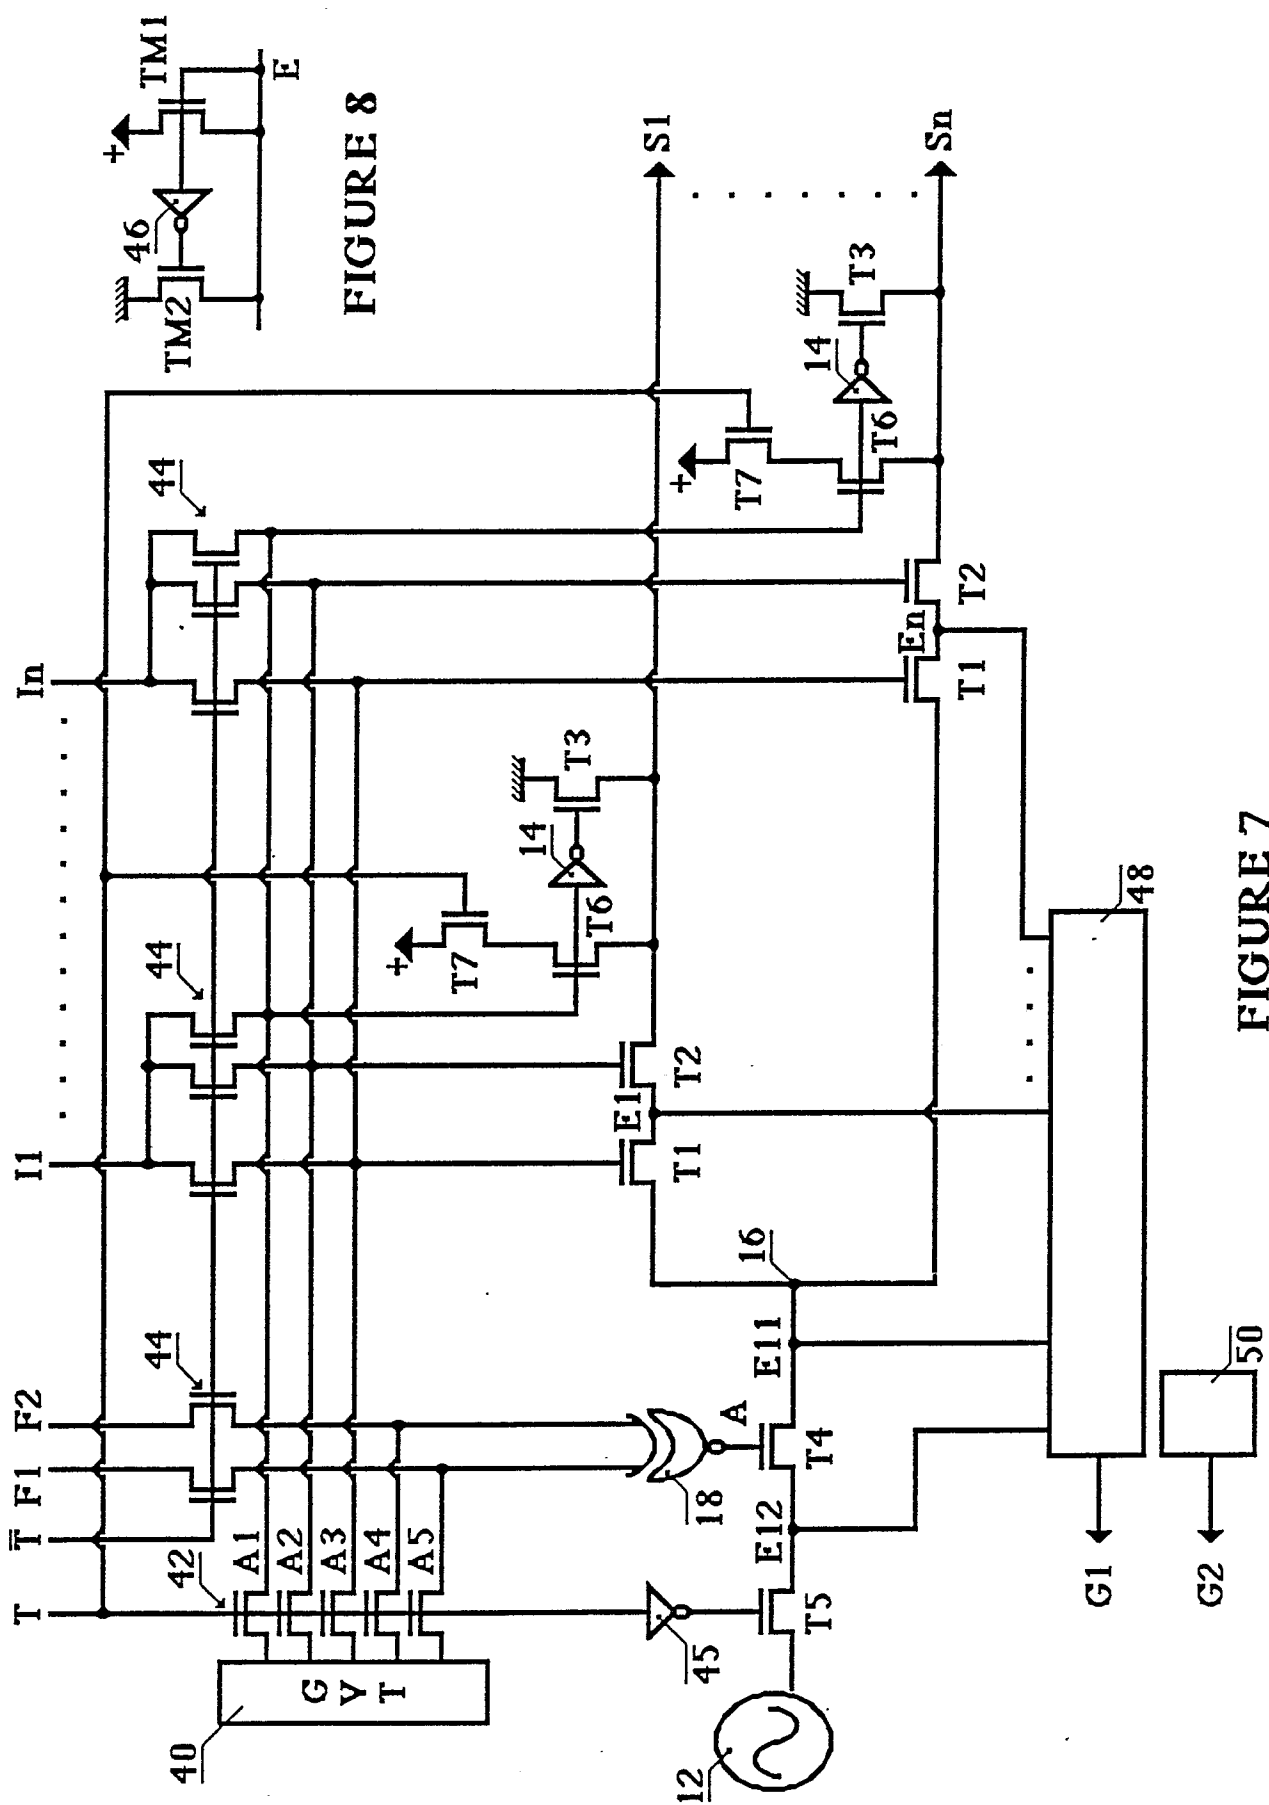 T
T̅
F1
F2
I1
In
42
44
44
44
A1
A2
A3
A4
A5
40
G V T
45
18
A
12
T5
E12
T4
E11
16
T1
E1
T2
T7
+
T6
14
T3
T1
En
T2
T7
+
T6
14
T3
S1
Sn
48
50
G1
G2
FIGURE 7
+
TM1
46
TM2
E
FIGURE 8